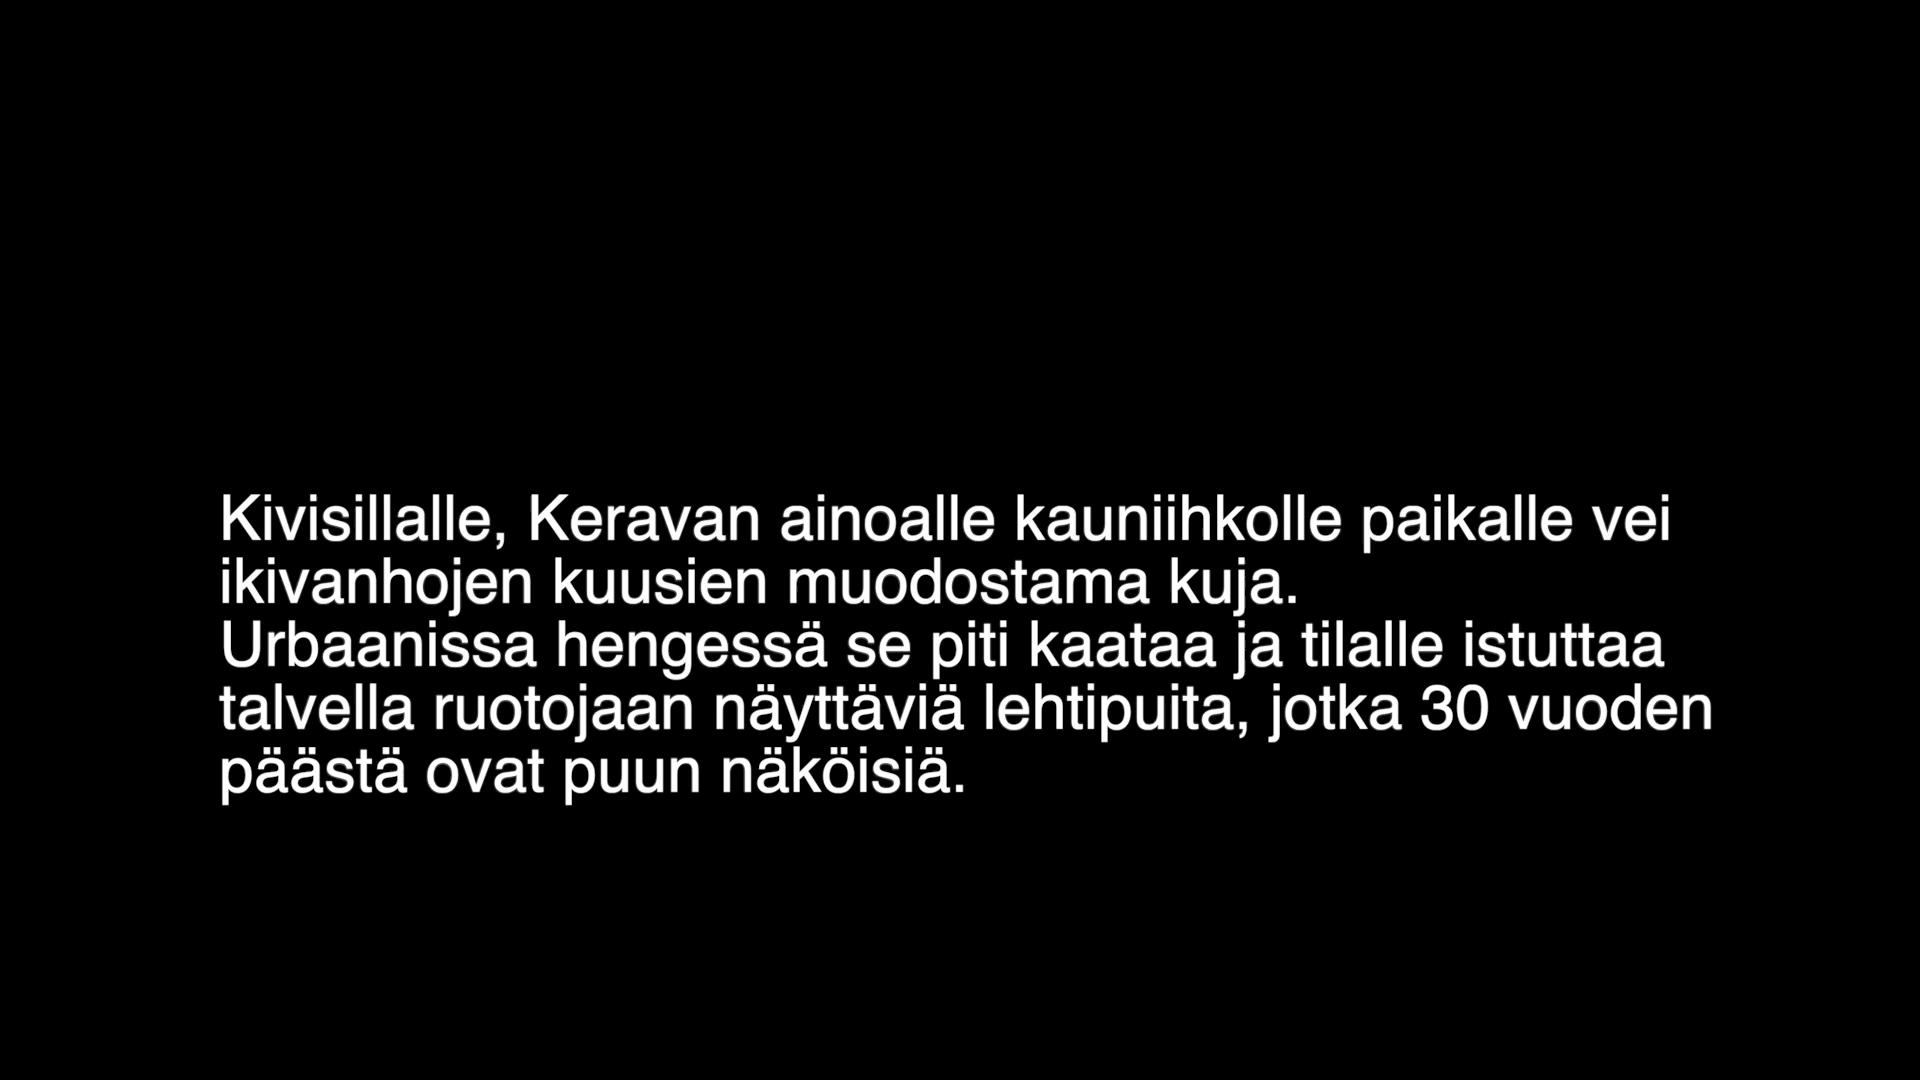 Kivisillalle, Keravan ainoalle kauniihkolle paikalle vei
ikivanhojen kuusien muodostama kuja.
Urbaanissa hengessä se piti kaataa ja tilalle istuttaa
talvella ruotojaan näyttäviä lehtipuita, jotka 30 vuoden
päästä ovat puun näköisiä.